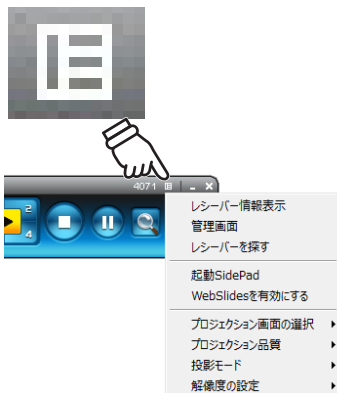 4071
2
4
レシーバー情報表示
管理画面
レシーバーを探す
起動SidePad
WebSlidesを有効にする
プロジェクション画面の選択
プロジェクション品質
投影モード
解像度の設定